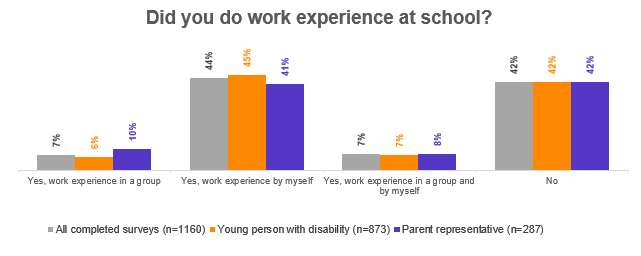 Did you do work experience at school?
7%
6%
10%
44%
45%
41%
7%
7%
8%
42%
42%
42%
Yes, work experience in a group
Yes, work experience by myself
Yes, work experience in a group and
by myself
No
All completed surveys (n=1160)
Young person with disability (n=873)
Parent representative (n=287)